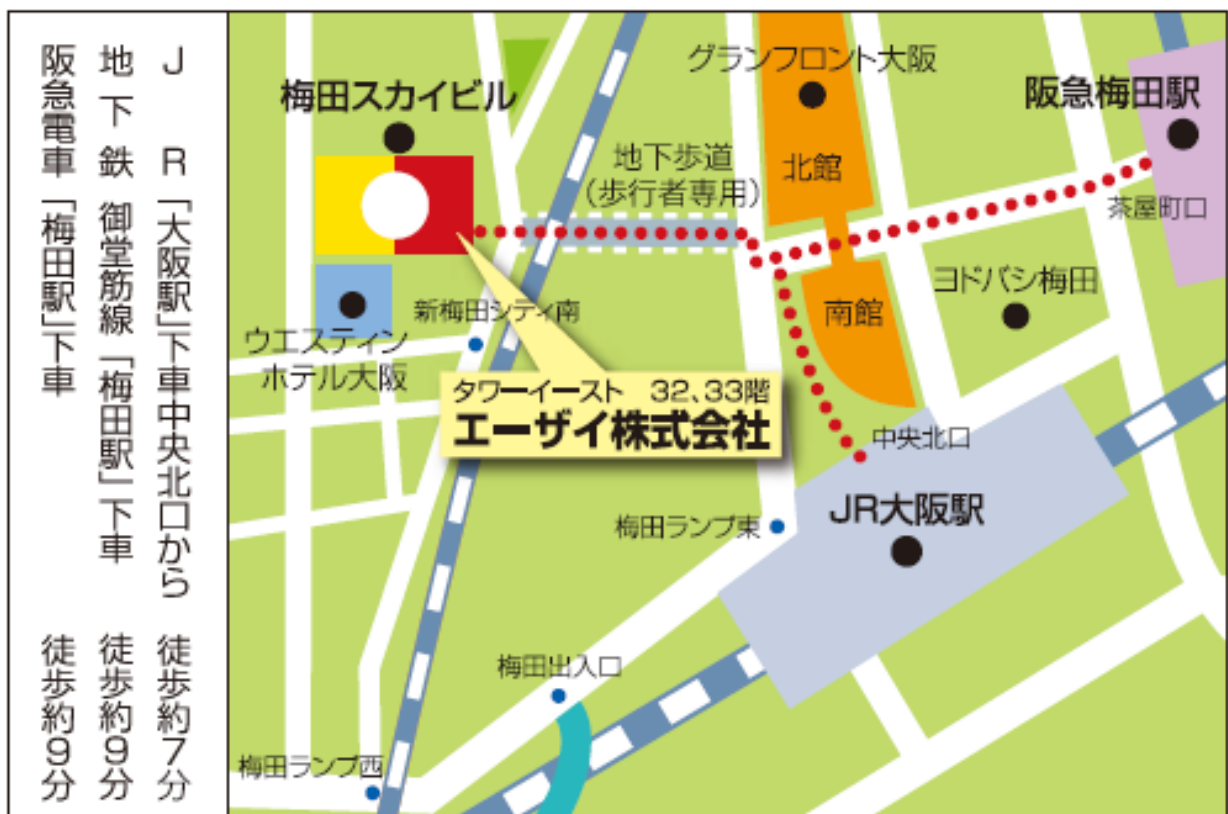 JR「大阪駅」下車中央北口から 徒歩約7分
地下鉄 御堂筋線「梅田駅」下車 徒歩約9分
阪急電車「梅田駅」下車 徒歩約9分
グランフロント大阪
阪急梅田駅
梅田スカイビル
地下歩道
(歩行者専用)
北館
茶屋町口
ヨドバシ梅田
新梅田シティ南
南館
ウエスティン
ホテル大阪
タワーイースト 32、33階
エーザイ株式会社
中央北口
JR大阪駅
梅田ランプ東
梅田出入口
梅田ランプ西